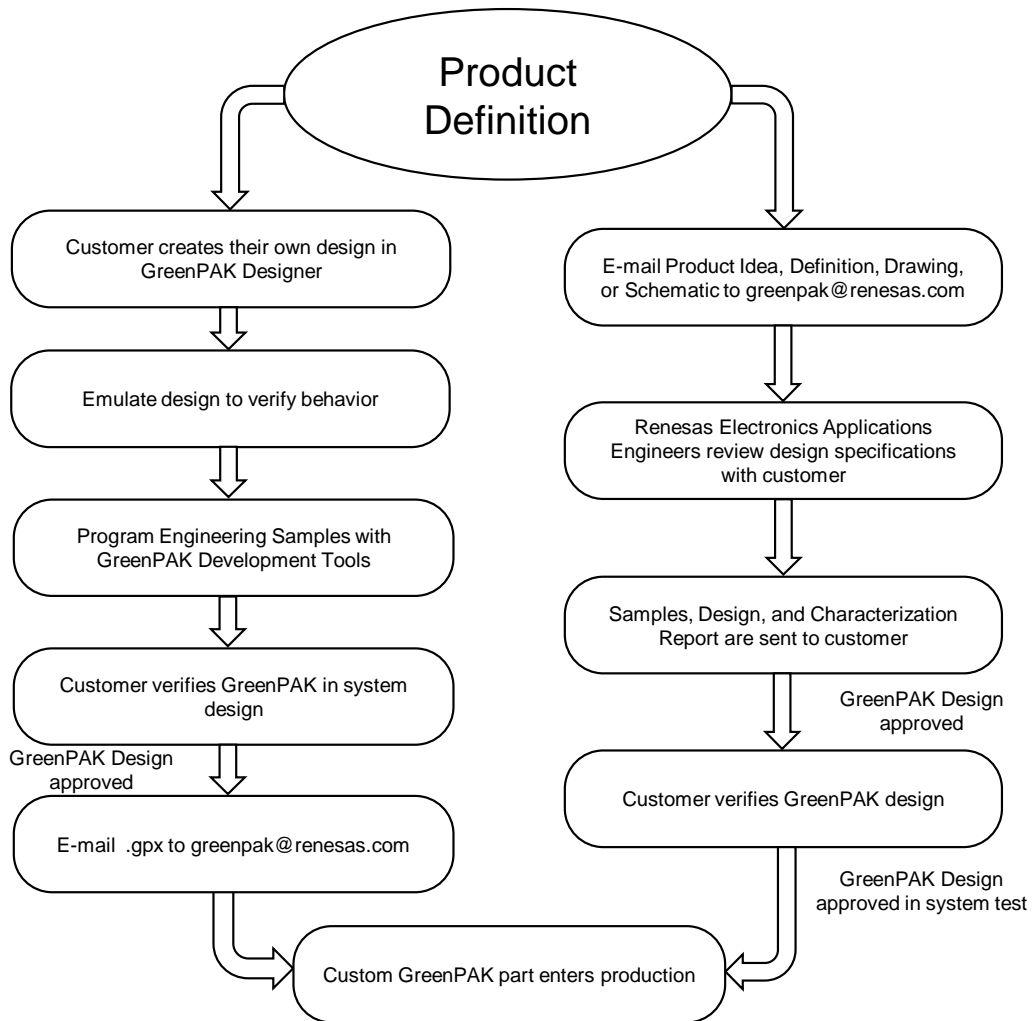 Product
Definition
Customer creates their own design in
GreenPAK Designer
Emulate design to verify behavior
Program Engineering Samples with
GreenPAK Development Tools
Customer verifies GreenPAK in system
design
GreenPAK Design
approved
E-mail .gpx to greenpak@renesas.com
E-mail Product Idea, Definition, Drawing,
or Schematic to greenpak@renesas.com
Renesas Electronics Applications
Engineers review design specifications
with customer
Samples, Design, and Characterization
Report are sent to customer
GreenPAK Design
approved
Customer verifies GreenPAK design
GreenPAK Design
approved in system test
Custom GreenPAK part enters production